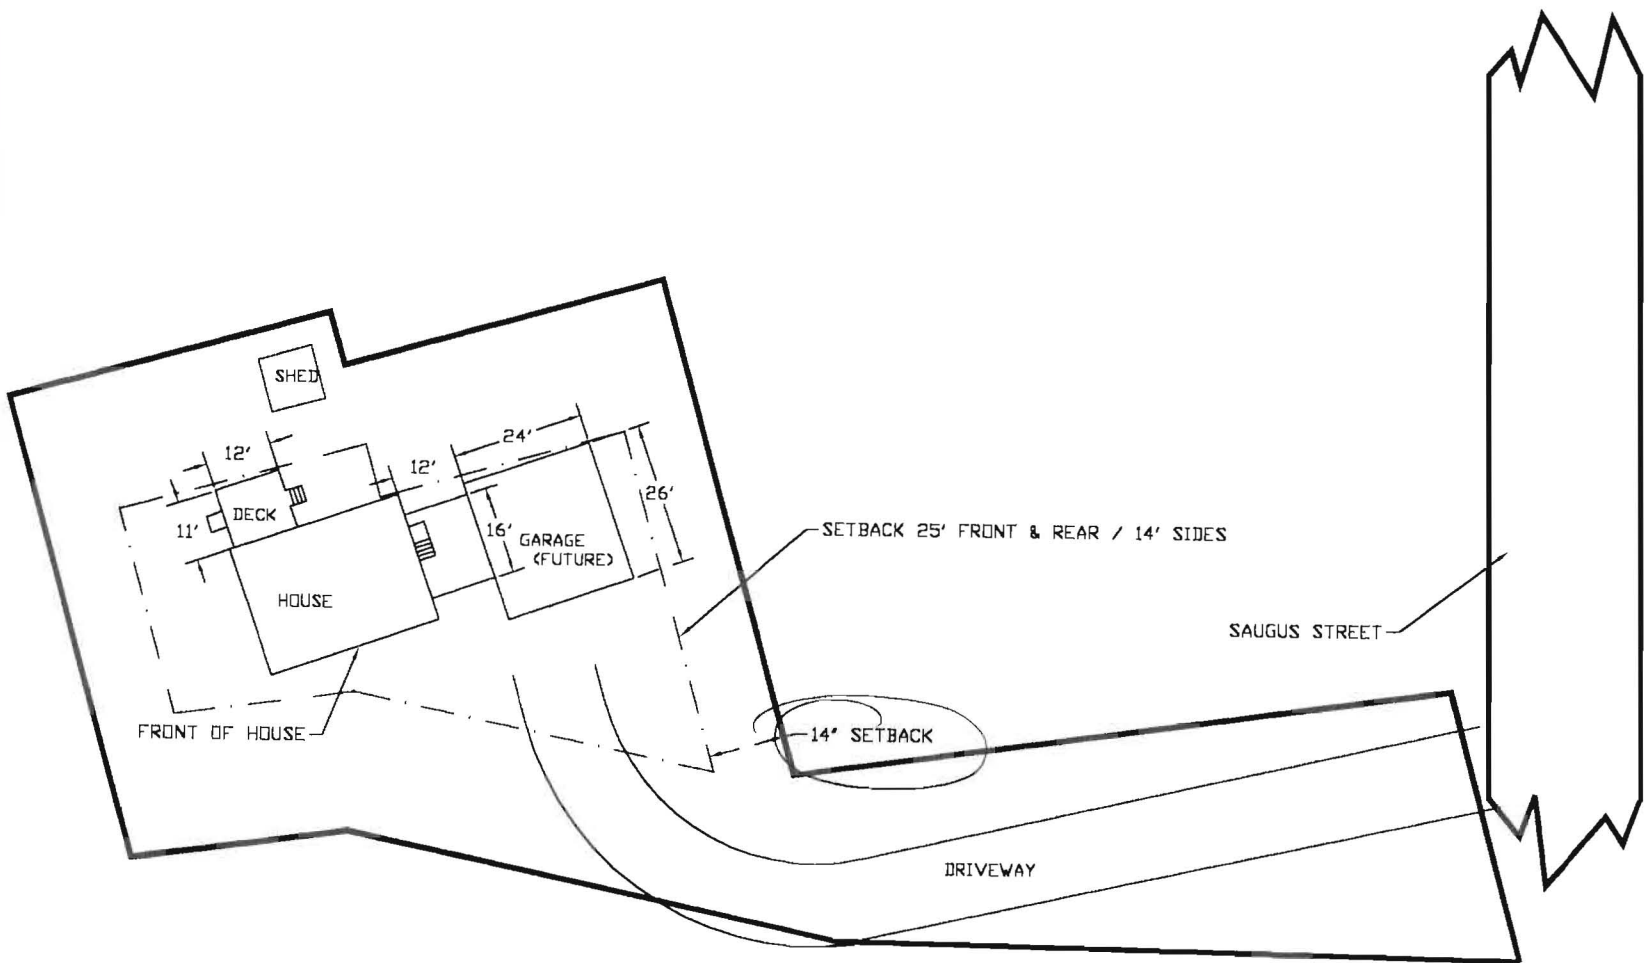 SHED
24'
12'
12'
26'
DECK
11'
16'
GARAGE
(FUTURE)
SETBACK 25' FRONT & REAR / 14' SIDES
HOUSE
SAUGUS STREET
FRONT OF HOUSE
14' SETBACK
DRIVEWAY